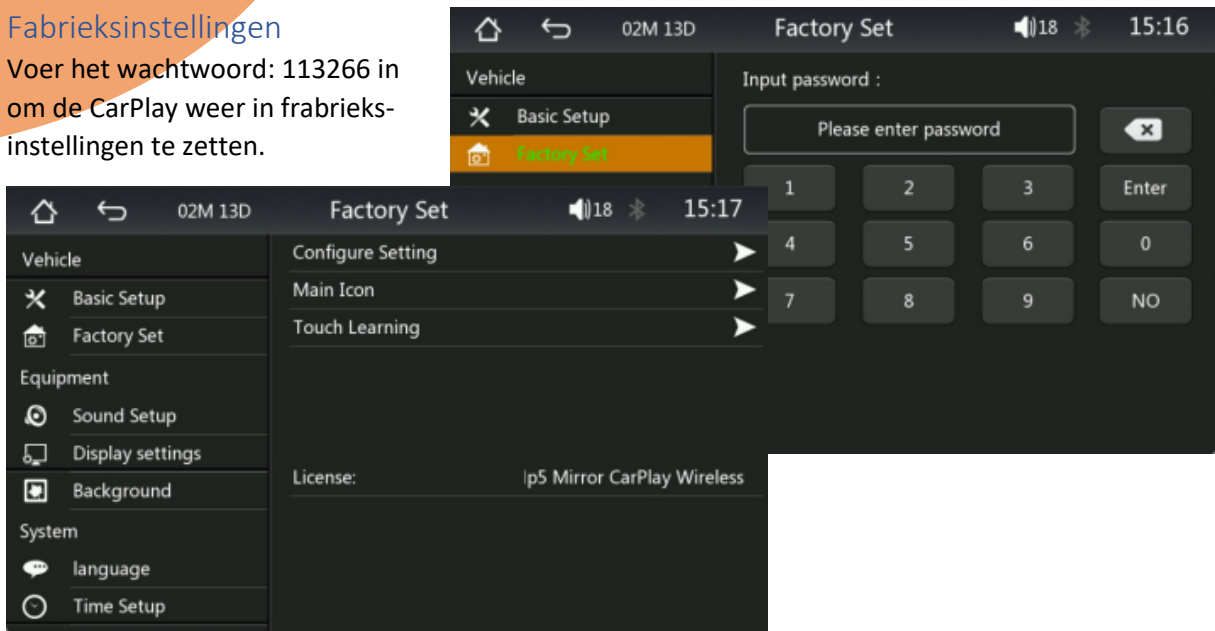 Fabrieksinstellingen
Voer het wachtwoord: 113266 in
om de CarPlay weer in frabrieks-
instellingen te zetten.
02M 13D Factory Set 18 15:16
Vehicle
Basic Setup
Factory Set
Input password :
Please enter password
1 2 3 Enter
4 5 6 0
7 8 9 NO
02M 13D Factory Set 18 15:17
Vehicle
Basic Setup
Factory Set
Equipment
Sound Setup
Display settings
Background
System
language
Time Setup
Configure Setting
Main Icon
Touch Learning
License: lp5 Mirror CarPlay Wireless